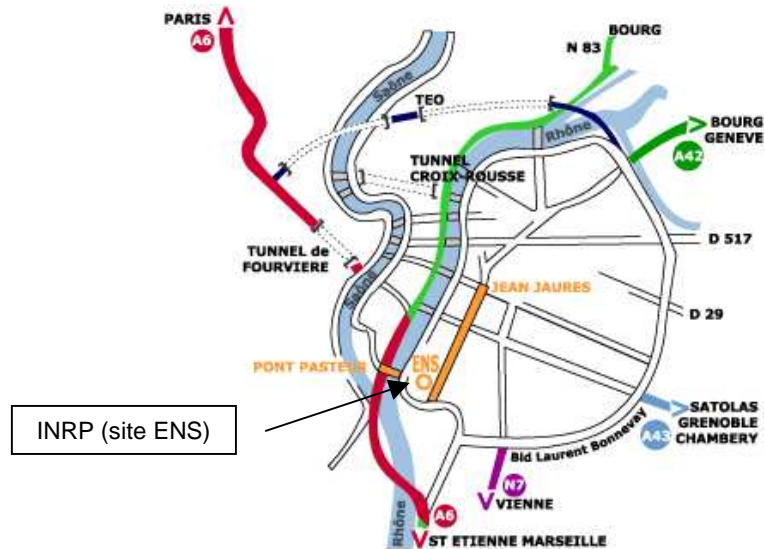 PARIS
A6
BOURG
N 83
Saône
TEO
Rhône
BOURG
GENEVE
A42
TUNNEL
CROIX-ROUSSE
D 517
TUNNEL de
FOURVIERE
Saône
JEAN JAURES
D 29
PONT PASTEUR
ENS
INRP (site ENS)
SATOLAS
GRENOBLE
CHAMBERY
A43
Bld Laurent Bonnevay
N7
VIENNE
A6
Rhône
ST ETIENNE MARSEILLE